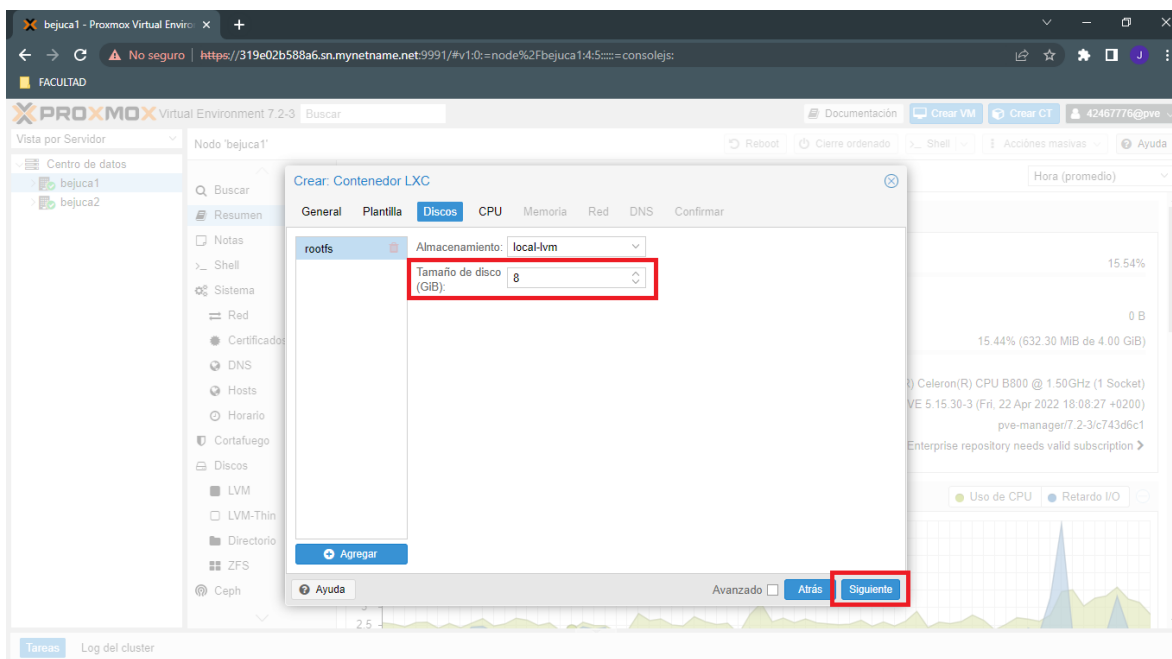 bejuca1 - Proxmox Virtual Enviro
No seguro https://319e02b588a6.sn.mynetname.net:9991/#v1:0:=node%2Fbejuca1:4:5:::::=consolejs:
J
FACULTAD
PROXMOX Virtual Environment 7.2-3 Buscar Documentación Crear VM Crear CT 42467776@pve
Vista por Servidor Nodo 'bejuca1' Reboot Cierre ordenado >_ Shell Acciones masivas Ayuda
Centro de datos
bejuca1
bejuca2
Buscar
Resumen
Notas
>_ Shell
Sistema
Red
Certificados
DNS
Hosts
Horario
Cortafuego
Discos
LVM
LVM-Thin
Directorio
ZFS
Ceph
Hora (promedio)
Crear: Contenedor LXC
General Plantilla Discos CPU Memoria Red DNS Confirmar
rootfs
Almacenamiento: local-lvm
Tamaño de disco (GiB): 8
Agregar
Ayuda Avanzado Atrás Siguiente
15.54%
0 B
15.44% (632.30 MiB de 4.00 GiB)
Celeron(R) CPU B800 @ 1.50GHz (1 Socket)
VE 5.15.30-3 (Fri, 22 Apr 2022 18:08:27 +0200)
pve-manager/7.2-3/c743d6c1
Enterprise repository needs valid subscription
Uso de CPU Retardo I/O
2.5
Tareas Log del cluster